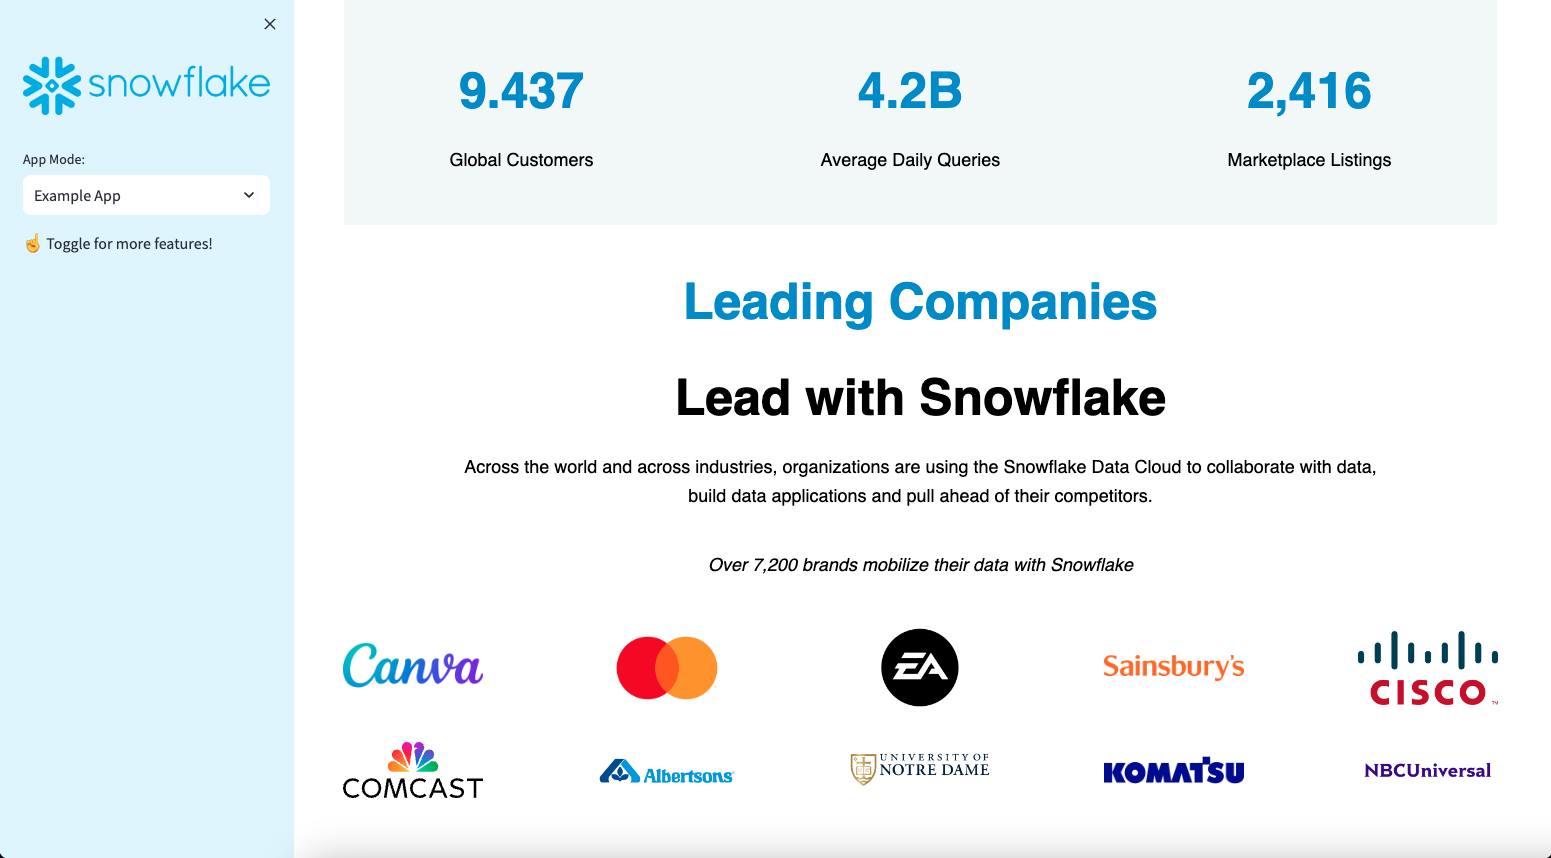 snowflake
App Mode:
Example App
☝ Toggle for more features!
9.437
4.2B
2,416
Global Customers
Average Daily Queries
Marketplace Listings
Leading Companies
Lead with Snowflake
Across the world and across industries, organizations are using the Snowflake Data Cloud to collaborate with data,
build data applications and pull ahead of their competitors.
Over 7,200 brands mobilize their data with Snowflake
Canva
EA
Sainsbury's
CISCO™
COMCAST
Albertsons
UNIVERSITY OF
NOTRE DAME
KOMATSU
NBCUniversal